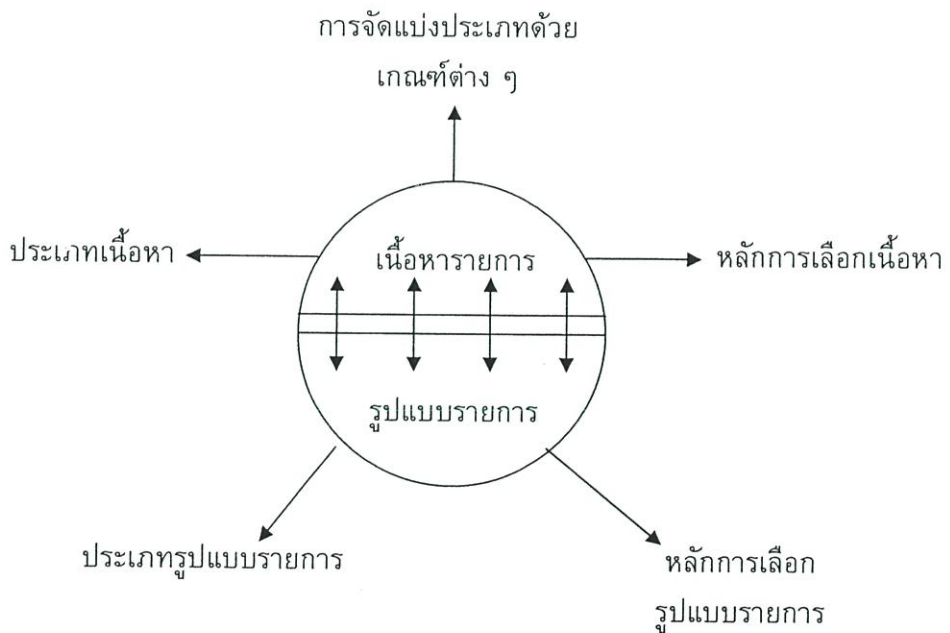 การจัดแบ่งประเภทด้วย
เกณฑ์ต่าง ๆ
ประเภทเนื้อหา
เนื้อหารายการ
หลักการเลือกเนื้อหา
รูปแบบรายการ
ประเภทรูปแบบรายการ
หลักการเลือก
รูปแบบรายการ